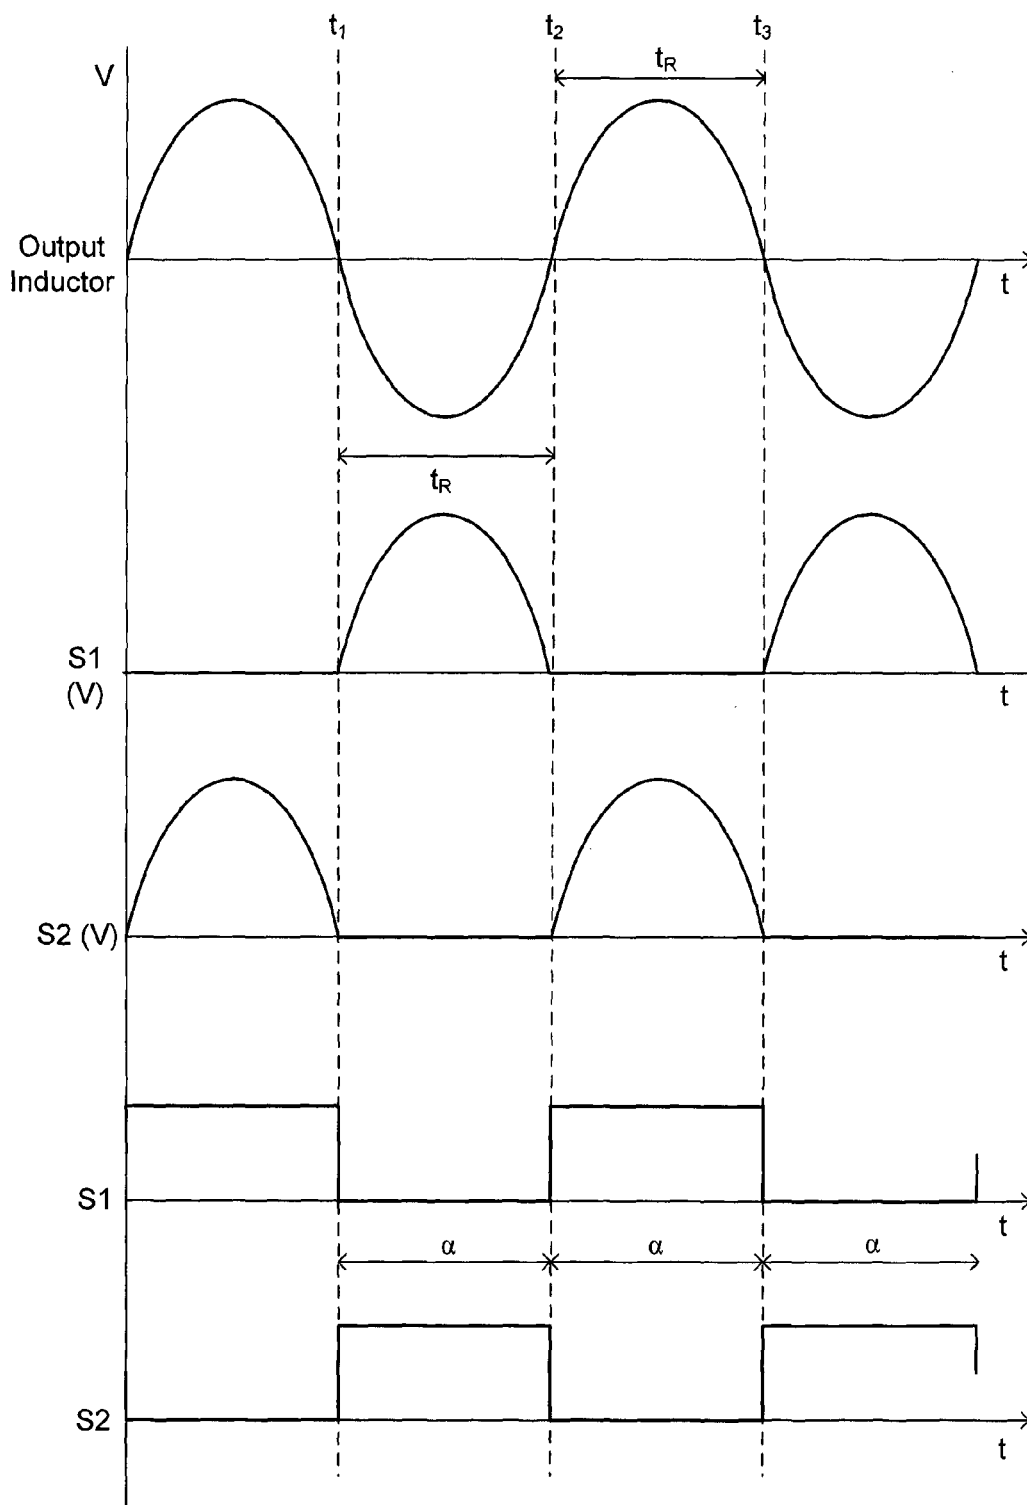 t1 t2 t3
V
tR
Output
Inductor
t
tR
S1
(V)
t
S2 (V)
t
S1
t
α α α
S2
t